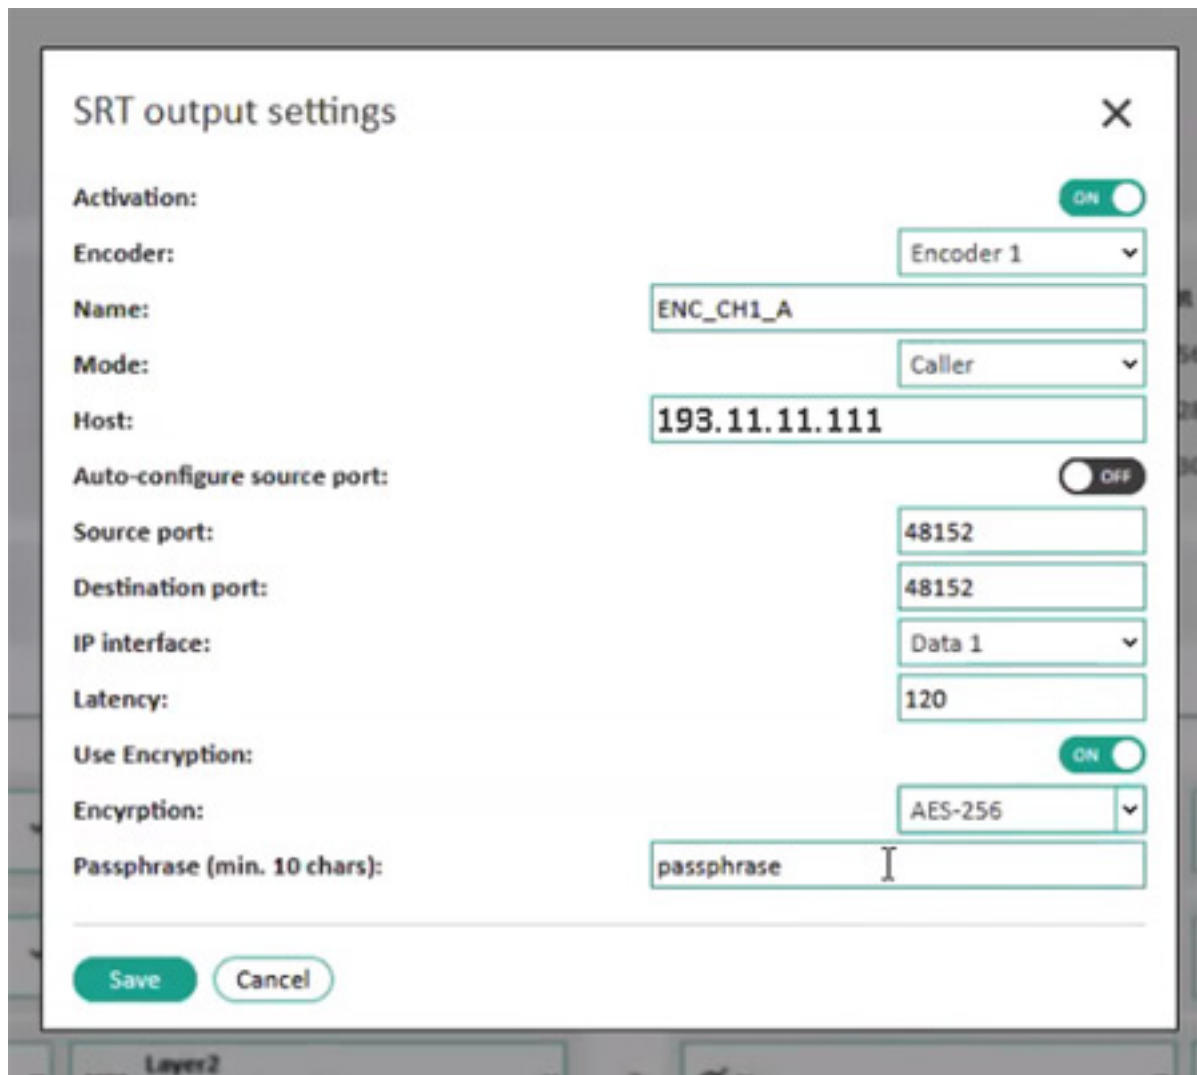 SRT output settings
Activation: ON
Encoder: Encoder 1
Name: ENC_CH1_A
Mode: Caller
Host: 193.11.11.111
Auto-configure source port: OFF
Source port: 48152
Destination port: 48152
IP interface: Data 1
Latency: 120
Use Encryption: ON
Encyrption: AES-256
Passphrase (min. 10 chars): passphrase
Save Cancel
Layer2